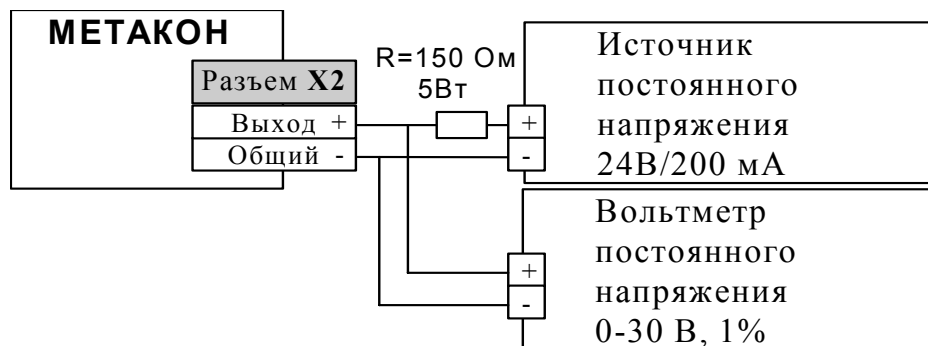 МЕТАКОН
Разъем X2
Выход +
Общий -
R=150 Ом
5Вт
+
-
Источник
постоянного
напряжения
24В/200 мА
+
-
Вольтметр
постоянного
напряжения
0-30 В, 1%